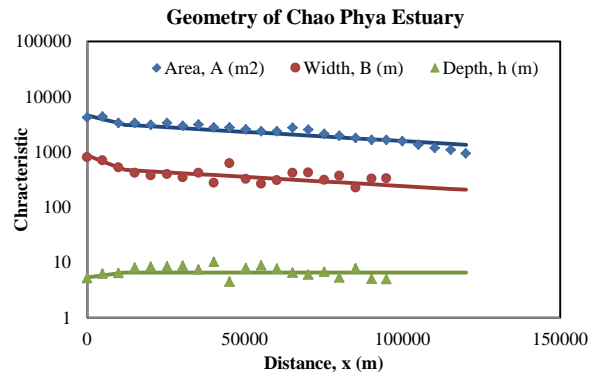 Geometry of Chao Phya Estuary
100000
Area, A (m2) Width, B (m) Depth, h (m)
10000
1000
100
10
1
Chracteristic
0 50000 100000 150000
Distance, x (m)